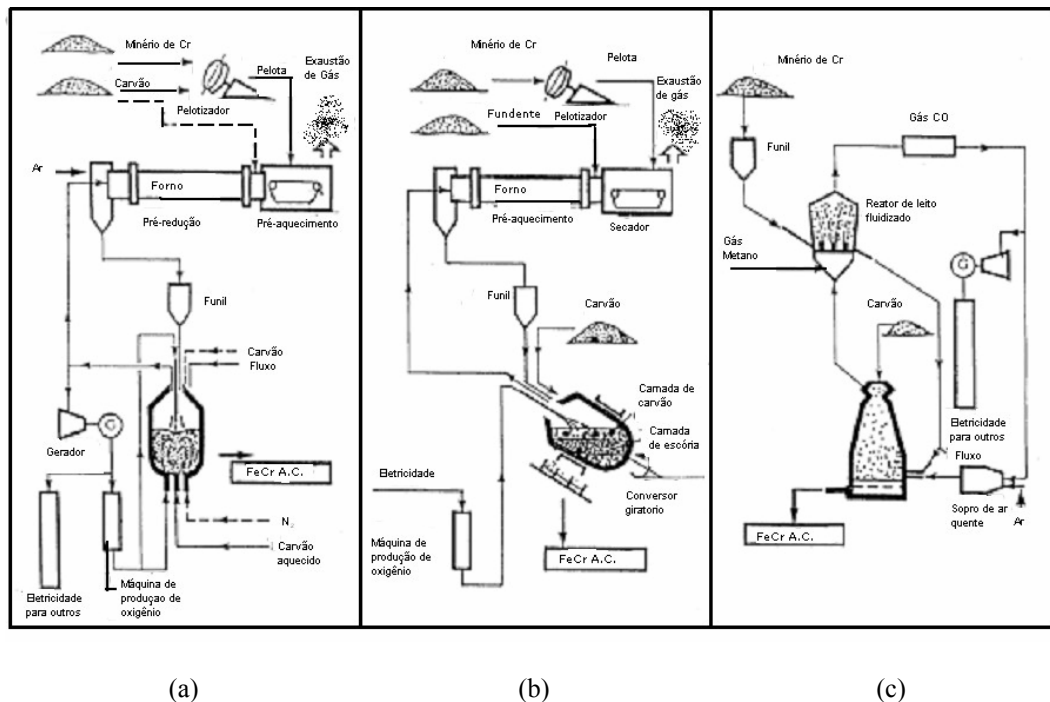 Minério de Cr
Carvão
Pelota
Pelotizador
Exaustão
de Gás
Ar
Forno
Pré-redução
Pré-aquecimento
Funil
Carvão
Fluxo
Gerador
G
FeCr A.C.
N
Carvão
aquecido
Eletricidade
para outros
Máquina de
produçao de
oxigênio
(a)
Minério de Cr
Pelota
Fundente
Pelotizador
Exaustão
de gás
Forno
Pré-aquecimento
Secador
Funil
Carvão
Camada de
carvão
Camada
de escória
Eletricidade
Conversor
giratorio
Máquina de
produção de
oxigênio
FeCr A.C.
(b)
Minério de Cr
Funil
Gás CO
Reator de leito
fluidizado
Gás
Metano
G
Carvão
Eletricidade
para outros
Fluxo
Sopro de ar
quente
Ar
FeCr A.C.
(c)